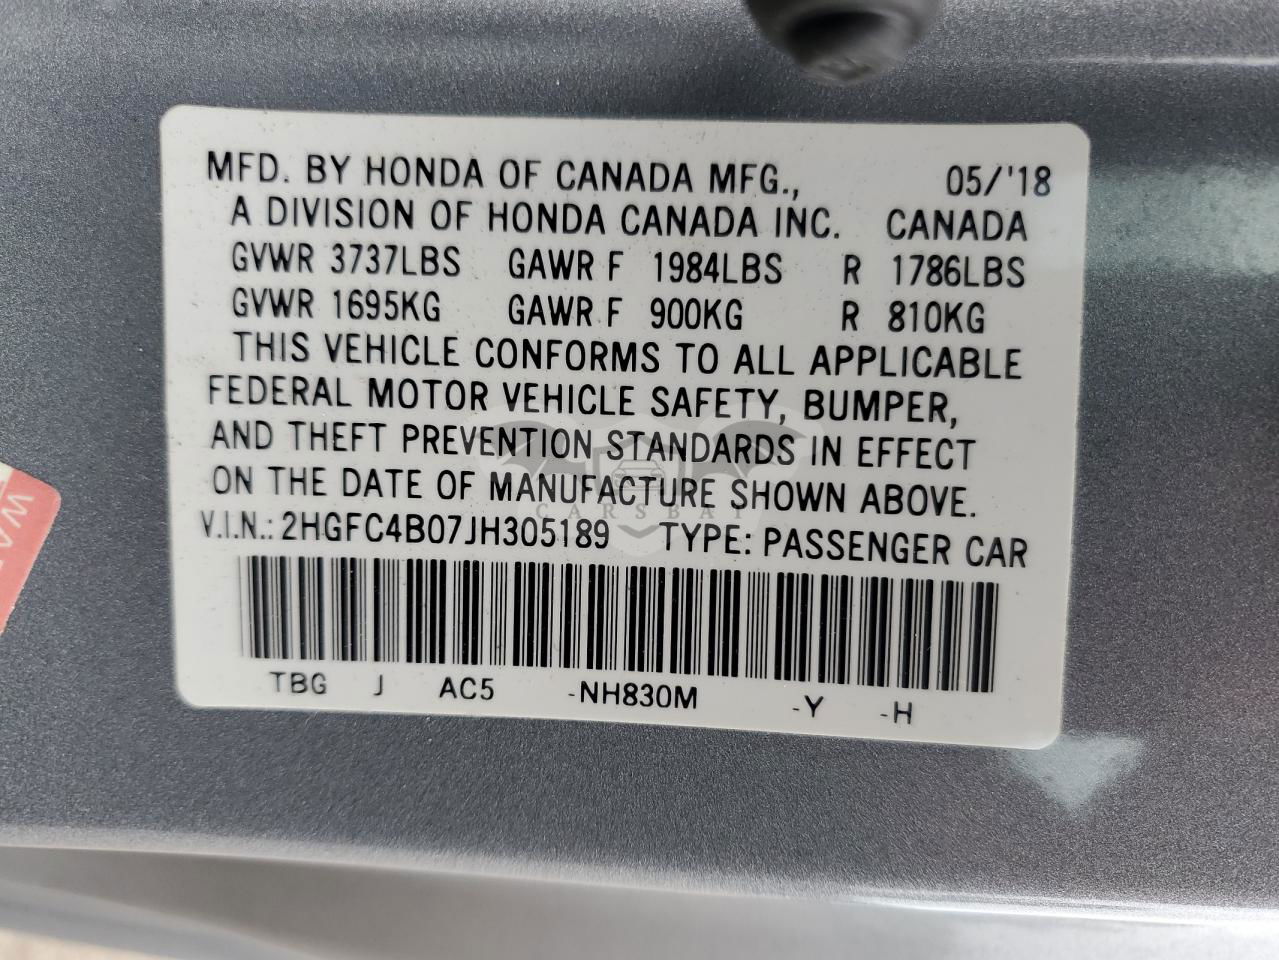 MFD. BY HONDA OF CANADA MFG., 05/'18
A DIVISION OF HONDA CANADA INC. CANADA
GVWR 3737LBS GAWR F 1984LBS R 1786LBS
GVWR 1695KG GAWR F 900KG R 810KG
THIS VEHICLE CONFORMS TO ALL APPLICABLE
FEDERAL MOTOR VEHICLE SAFETY, BUMPER,
AND THEFT PREVENTION STANDARDS IN EFFECT
ON THE DATE OF MANUFACTURE SHOWN ABOVE.
CARSBAT
V.I.N.: 2HGFC4B07JH305189 TYPE: PASSENGER CAR
TBG J AC5 -NH830M -Y -H